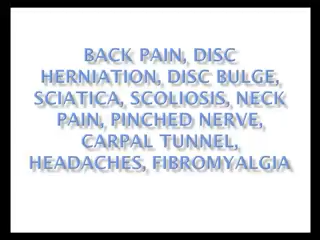 BACK PAIN, DISC
HERNIATION, DISC BULGE,
SCIATICA, SCOLIOSIS, NECK
PAIN, PINCHED NERVE,
CARPAL TUNNEL,
HEADACHES, FIBROMYALGIA